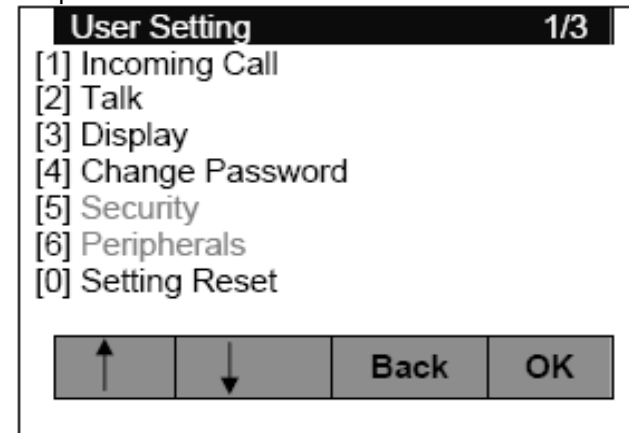 User Setting 1/3
[1] Incoming Call
[2] Talk
[3] Display
[4] Change Password
[5] Security
[6] Peripherals
[0] Setting Reset
↑ ↓ Back OK